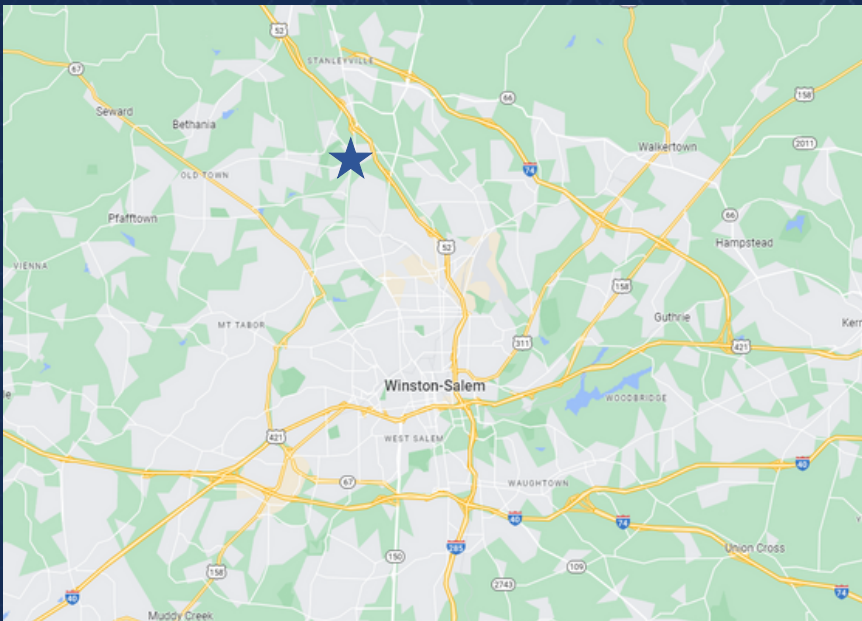 52
STANLEYVILLE
67
66
158
Seward
Bethania
Walkertown
2011
74
OLD TOWN
Pfafftown
66
52
Hampstead
VIENNA
158
MT TABOR
311
Guthrie
Kern
421
Winston-Salem
WOODBRIDGE
421
WEST SALEM
40
67
WAUGHTOWN
40
74
285
Union Cross
150
109
158
2743
40
74
Muddy Creek